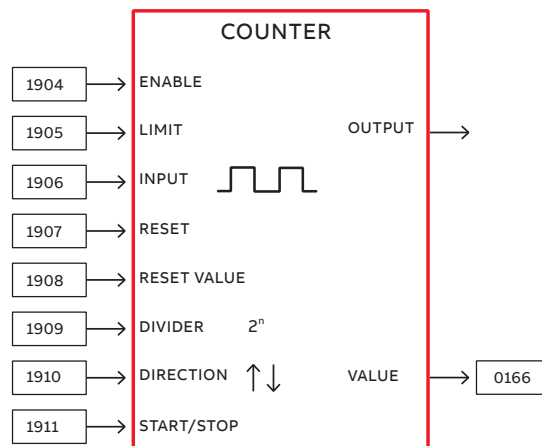 COUNTER
1904 ENABLE
1905 LIMIT OUTPUT
1906 INPUT
1907 RESET
1908 RESET VALUE
1909 DIVIDER 2ⁿ
1910 DIRECTION VALUE 0166
1911 START/STOP